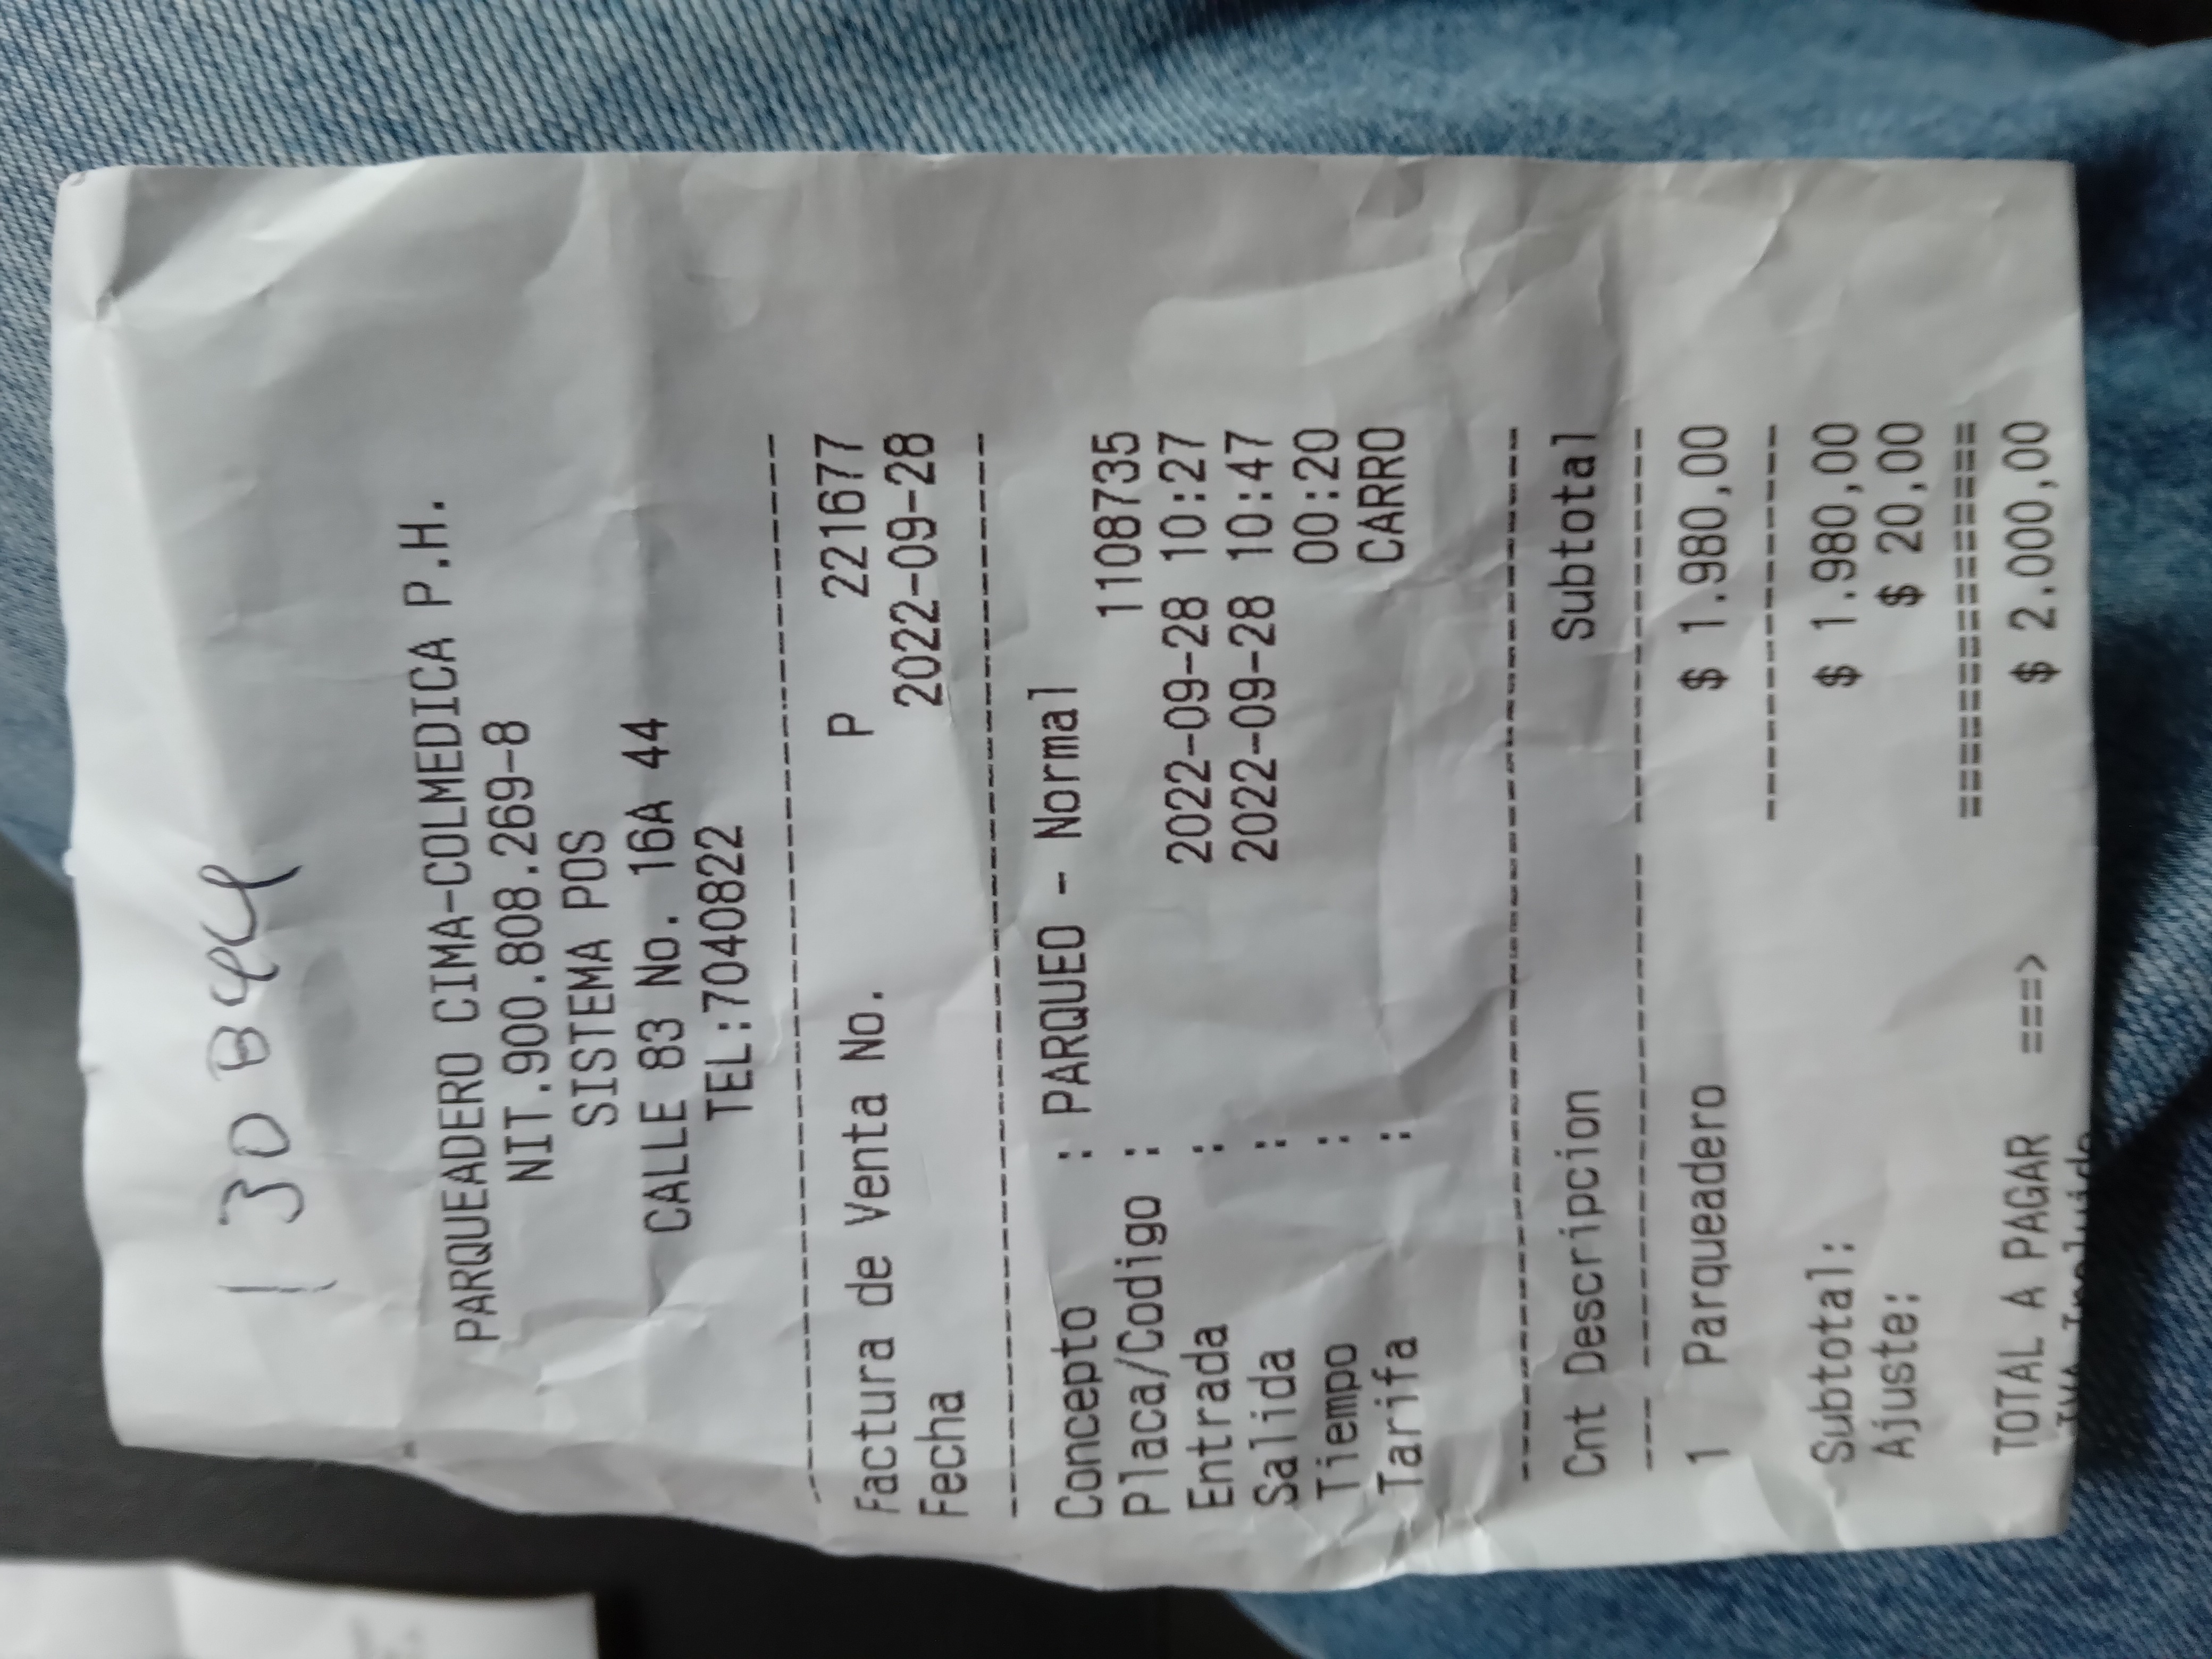 PARQUEADERO CIMA-COLMEDICA P.H.
NIT.900.808.269-8
SISTEMA POS
CALLE 83 No. 16A 44
TEL:7040822
--------------------------------
Factura de Venta No. P 221677
Fecha 2022-09-28
--------------------------------
Concepto : PARQUEO - Normal
Placa/Codigo : 1108735
Entrada : 2022-09-28 10:27
Salida : 2022-09-28 10:47
Tiempo : 00:20
Tarifa : CARRO
--------------------------------
Cnt Descripcion Subtotal
--- ---------------- ------------
1 Parqueadero $ 1.980,00
------------
Subtotal: $ 1.980,00
Ajuste: $ 20,00
============
TOTAL A PAGAR ===> $ 2.000,00